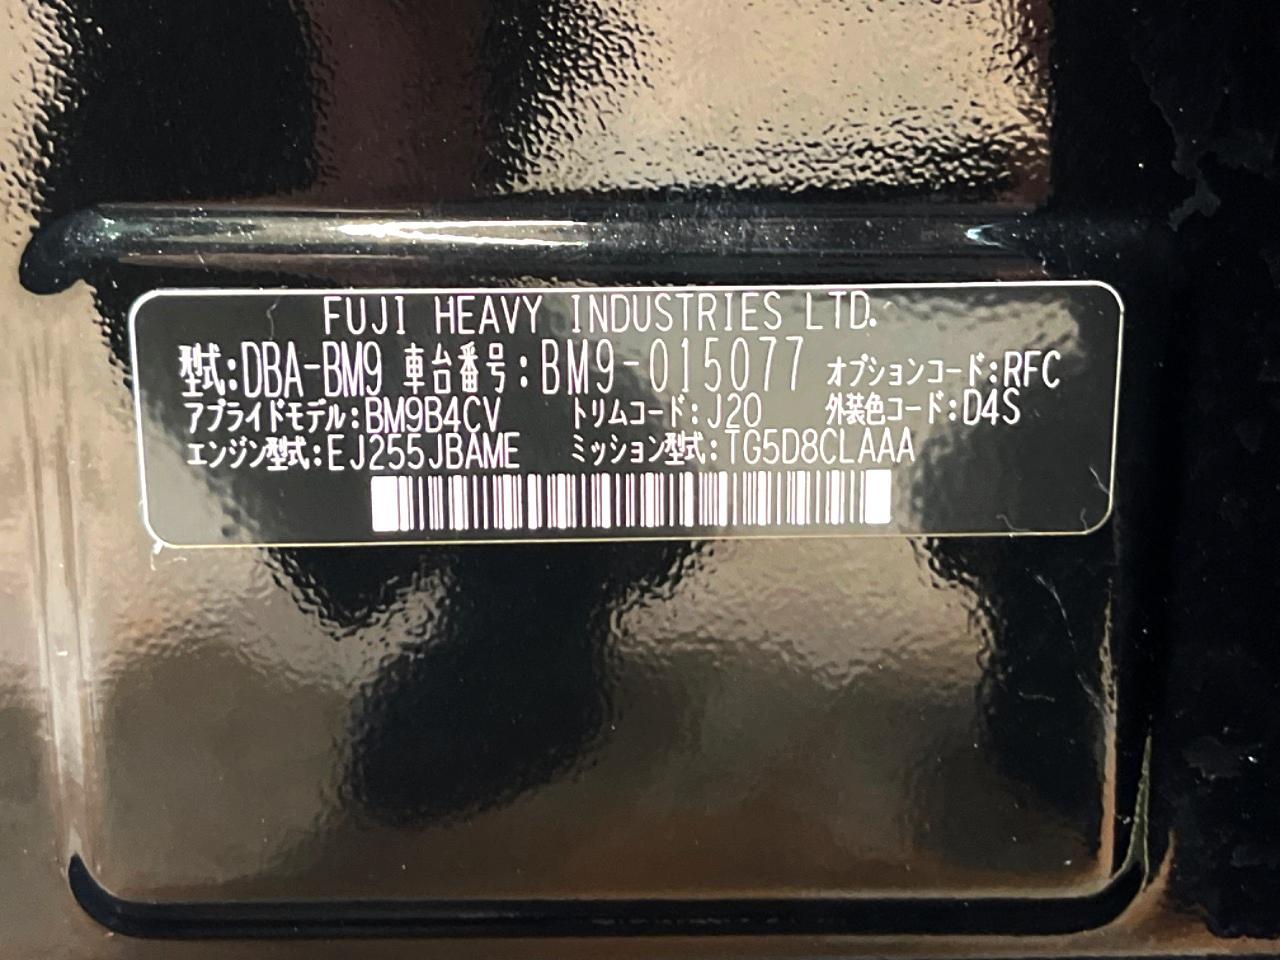 FUJI HEAVY INDUSTRIES LTD.
型式:DBA-BM9 車台番号:BM9-015077 オプションコード:RFC
アプライドモデル:BM9B4CV トリムコード:J20 外装色コード:D4S
エンジン型式:EJ255JBAME ミッション型式:TG5D8CLAAA